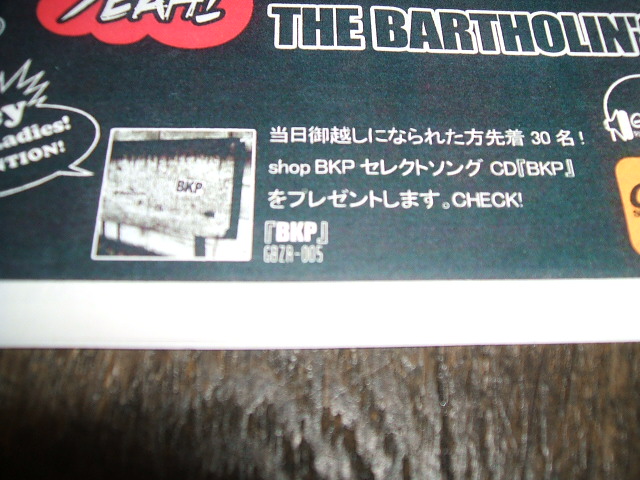 YEAH!
THE BARTHOLIN
Ladies!
BKP
当日御越しになられた方先着 30 名!
shop BKP セレクトソング CD『BKP』
をプレゼントします。CHECK!
『BKP』
GBZA-005